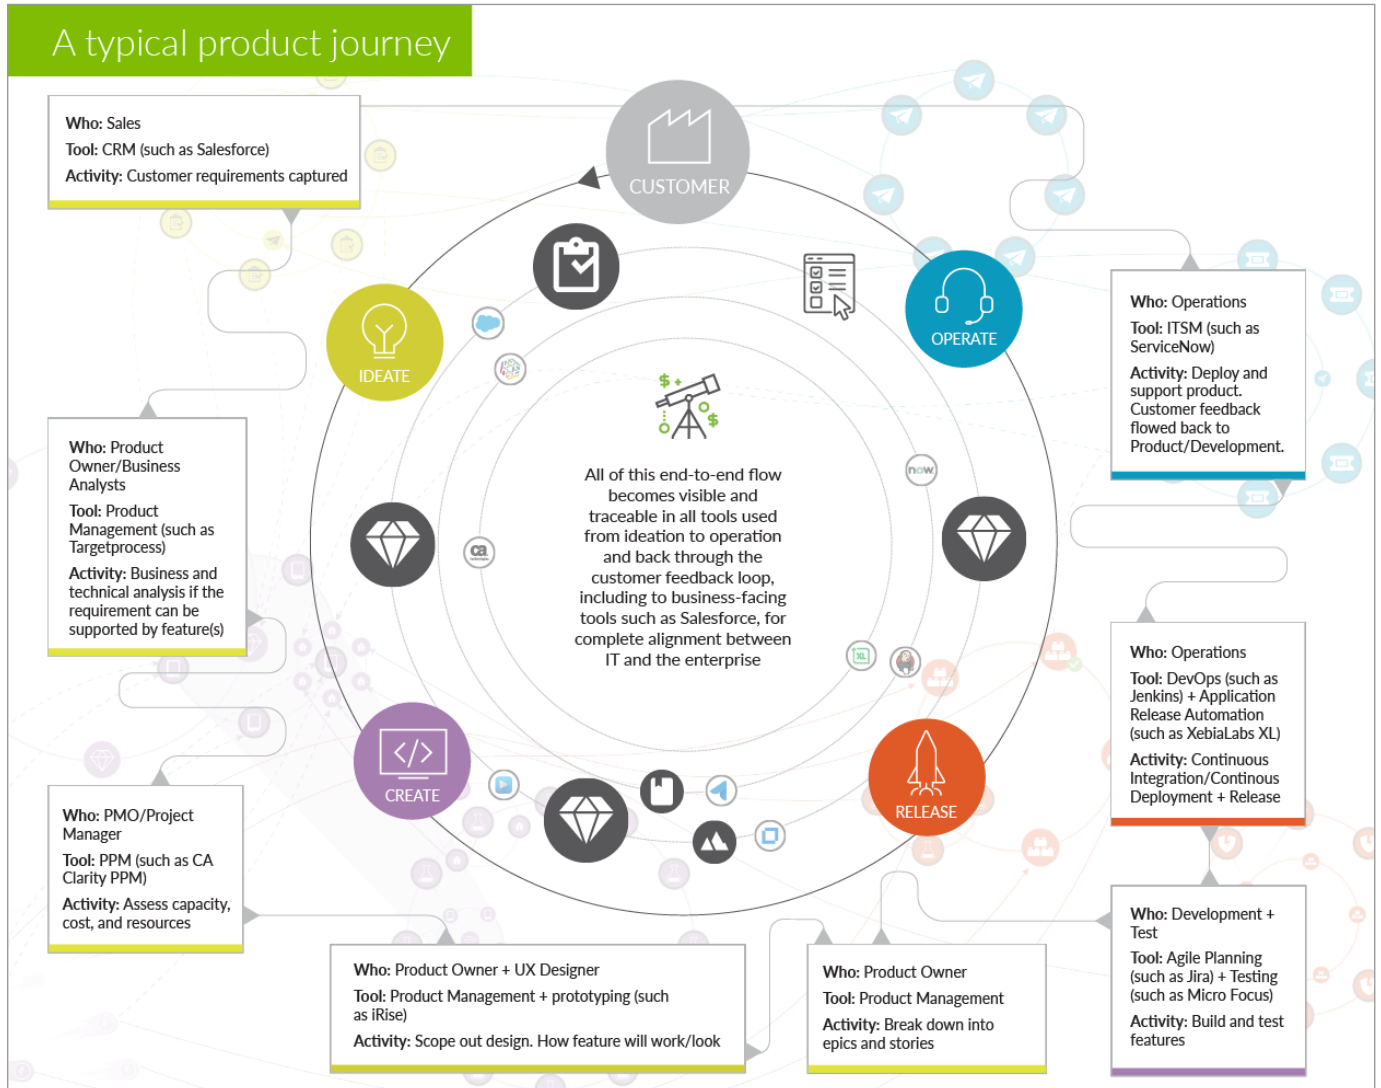 A typical product journey
Who: Sales
Tool: CRM (such as Salesforce)
Activity: Customer requirements captured
CUSTOMER
OPERATE
IDEATE
Who: Operations
Tool: ITSM (such as
ServiceNow)
Activity: Deploy and
support product.
Customer feedback
flowed back to
Product/Development.
Who: Product
Owner/Business
Analysts
Tool: Product
Management (such as
Targetprocess)
Activity: Business and
technical analysis if the
requirement can be
supported by feature(s)
All of this end-to-end flow
becomes visible and
traceable in all tools used
from ideation to operation
and back through the
customer feedback loop,
including to business-facing
tools such as Salesforce, for
complete alignment between
IT and the enterprise
now
ca
XL
Who: Operations
Tool: DevOps (such as
Jenkins) + Application
Release Automation
(such as XebiaLabs XL)
Activity: Continuous
Integration/Continous
Deployment + Release
CREATE
RELEASE
Who: PMO/Project
Manager
Tool: PPM (such as CA
Clarity PPM)
Activity: Assess capacity,
cost, and resources
Who: Product Owner + UX Designer
Tool: Product Management + prototyping (such
as iRise)
Activity: Scope out design. How feature will work/look
Who: Product Owner
Tool: Product Management
Activity: Break down into
epics and stories
Who: Development +
Test
Tool: Agile Planning
(such as Jira) + Testing
(such as Micro Focus)
Activity: Build and test
features